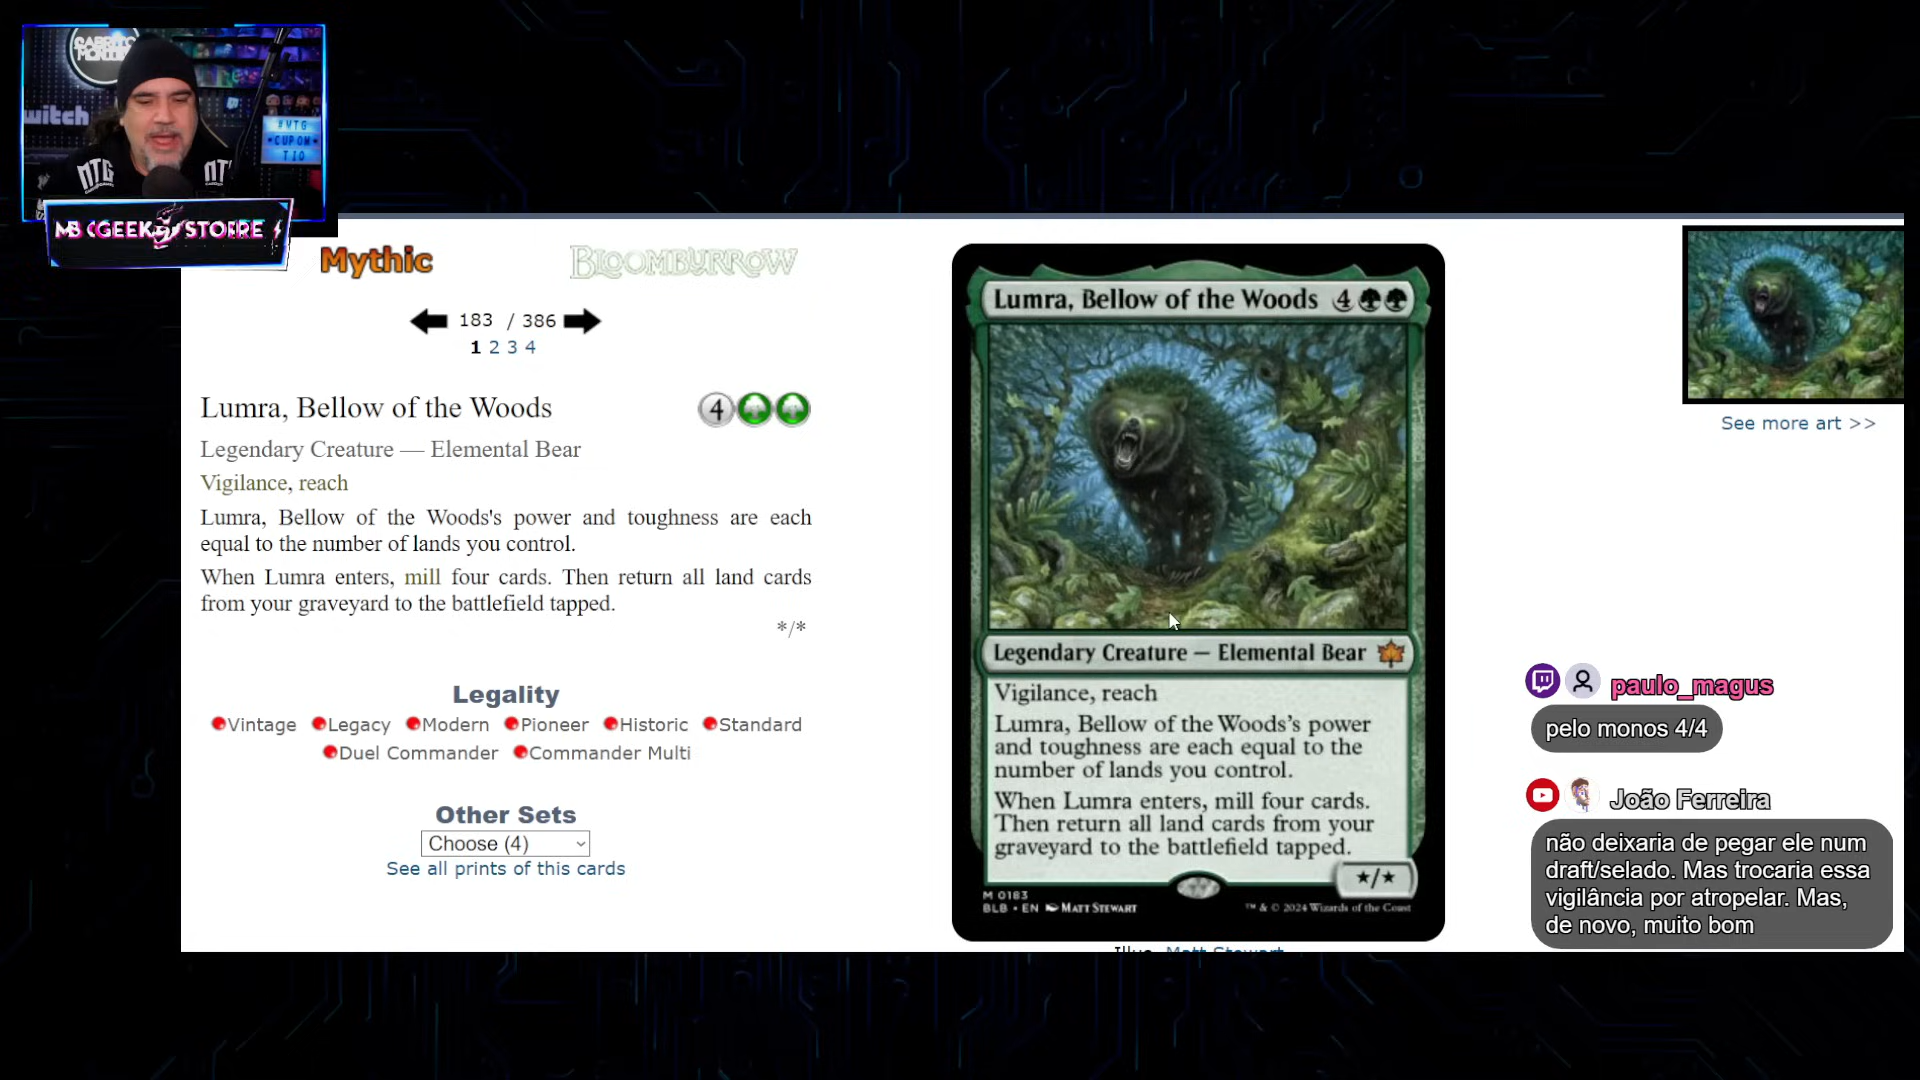 witch
#MTG
CUPOM
TIO
MTG
MB GEEK STORE
Mythic
BLOOMBURROW
183 / 386
1 2 3 4
Lumra, Bellow of the Woods 4
Legendary Creature — Elemental Bear
Vigilance, reach
Lumra, Bellow of the Woods's power and toughness are each
equal to the number of lands you control.
When Lumra enters, mill four cards. Then return all land cards
from your graveyard to the battlefield tapped.
*/*
Legality
Vintage Legacy Modern Pioneer Historic Standard
Duel Commander Commander Multi
Other Sets
Choose (4)
See all prints of this cards
Lumra, Bellow of the Woods 4
Legendary Creature — Elemental Bear
Vigilance, reach
Lumra, Bellow of the Woods's power
and toughness are each equal to the
number of lands you control.
When Lumra enters, mill four cards.
Then return all land cards from your
graveyard to the battlefield tapped.
★/★
M 0183
BLB • EN MATT STEWART
™ & © 2024 Wizards of the Coast
Illus. Matt Stewart
See more art >>
paulo_magus
pelo monos 4/4
João Ferreira
não deixaria de pegar ele num
draft/selado. Mas trocaria essa
vigilância por atropelar. Mas,
de novo, muito bom